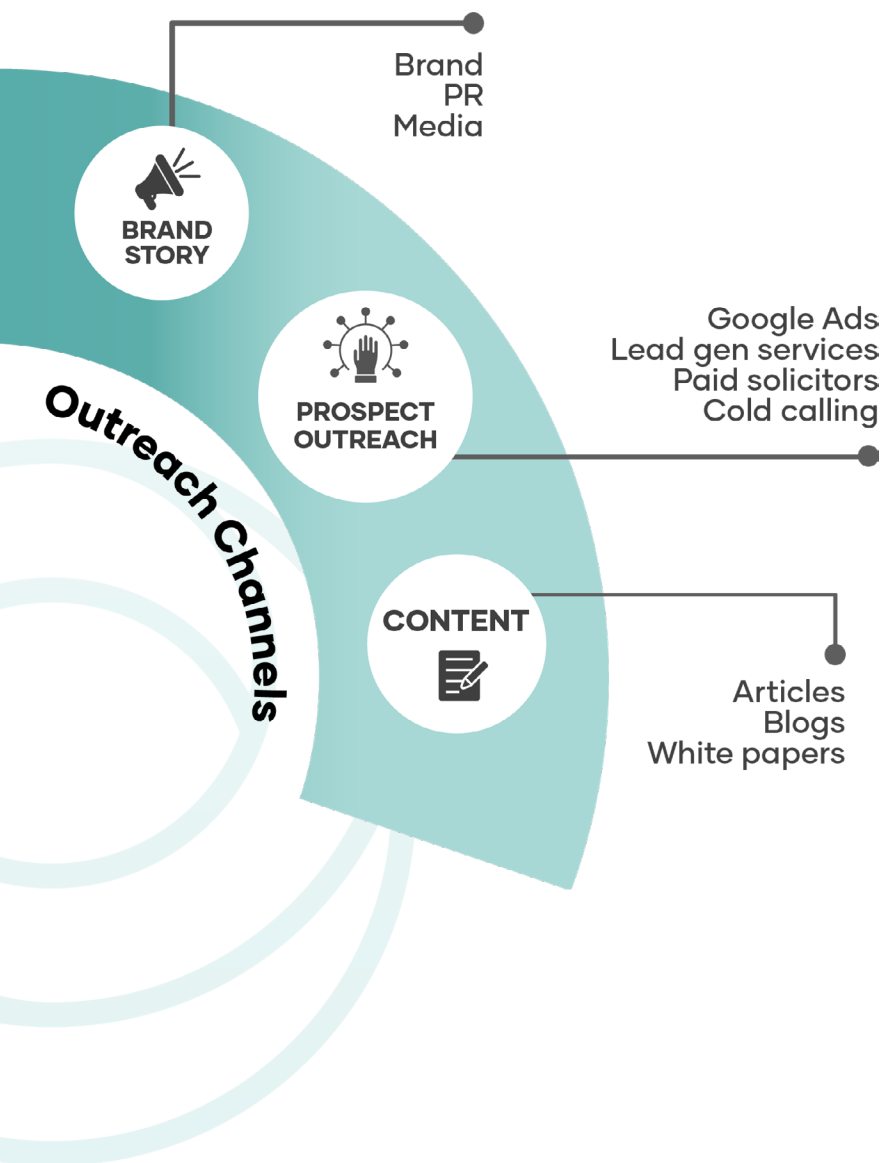 Brand
PR
Media
BRAND
STORY
Google Ads
Lead gen services
Paid solicitors
Cold calling
PROSPECT
OUTREACH
Outreach Channels
CONTENT
Articles
Blogs
White papers